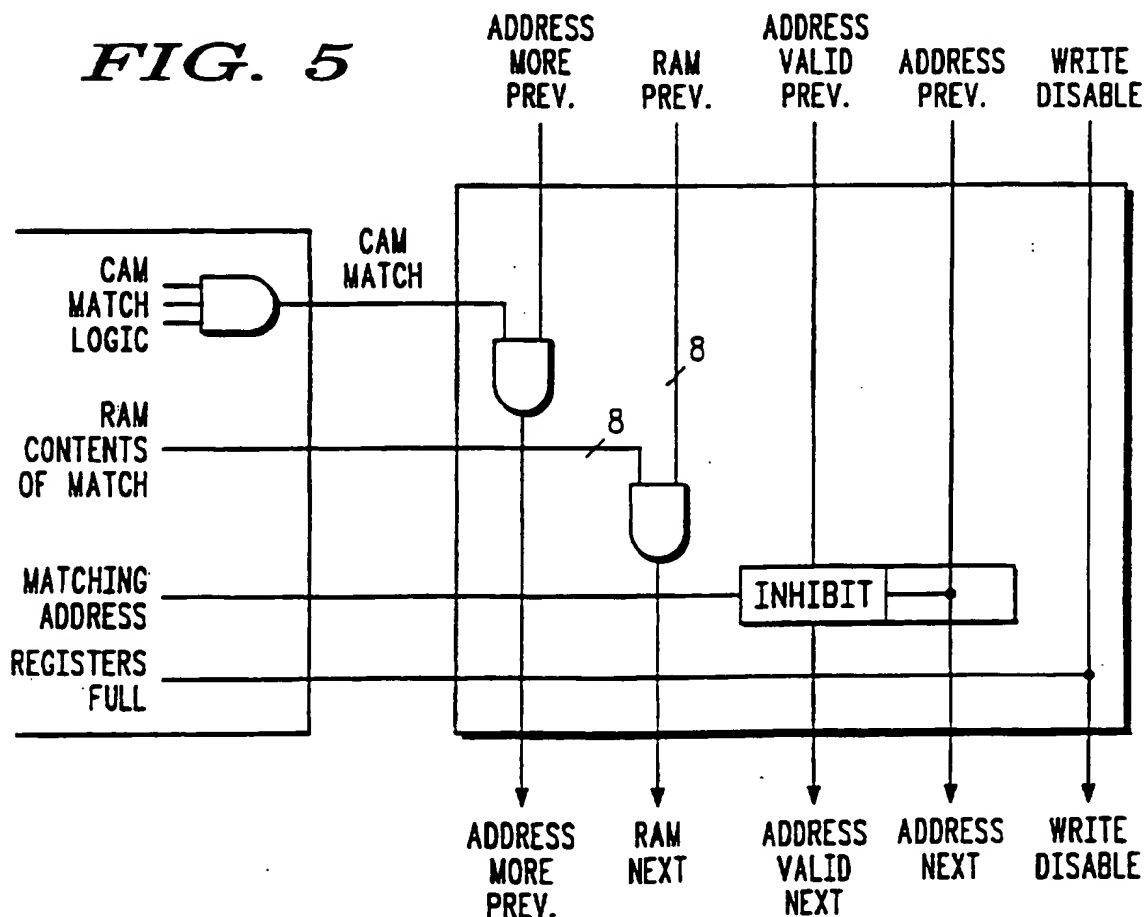 FIG. 5
ADDRESS
MORE
PREV.
RAM
PREV.
ADDRESS
VALID
PREV.
ADDRESS
PREV.
WRITE
DISABLE
CAM
MATCH
LOGIC
CAM
MATCH
8
RAM
CONTENTS
OF MATCH
8
MATCHING
ADDRESS
INHIBIT
REGISTERS
FULL
ADDRESS
MORE
PREV.
RAM
NEXT
ADDRESS
VALID
NEXT
ADDRESS
NEXT
WRITE
DISABLE